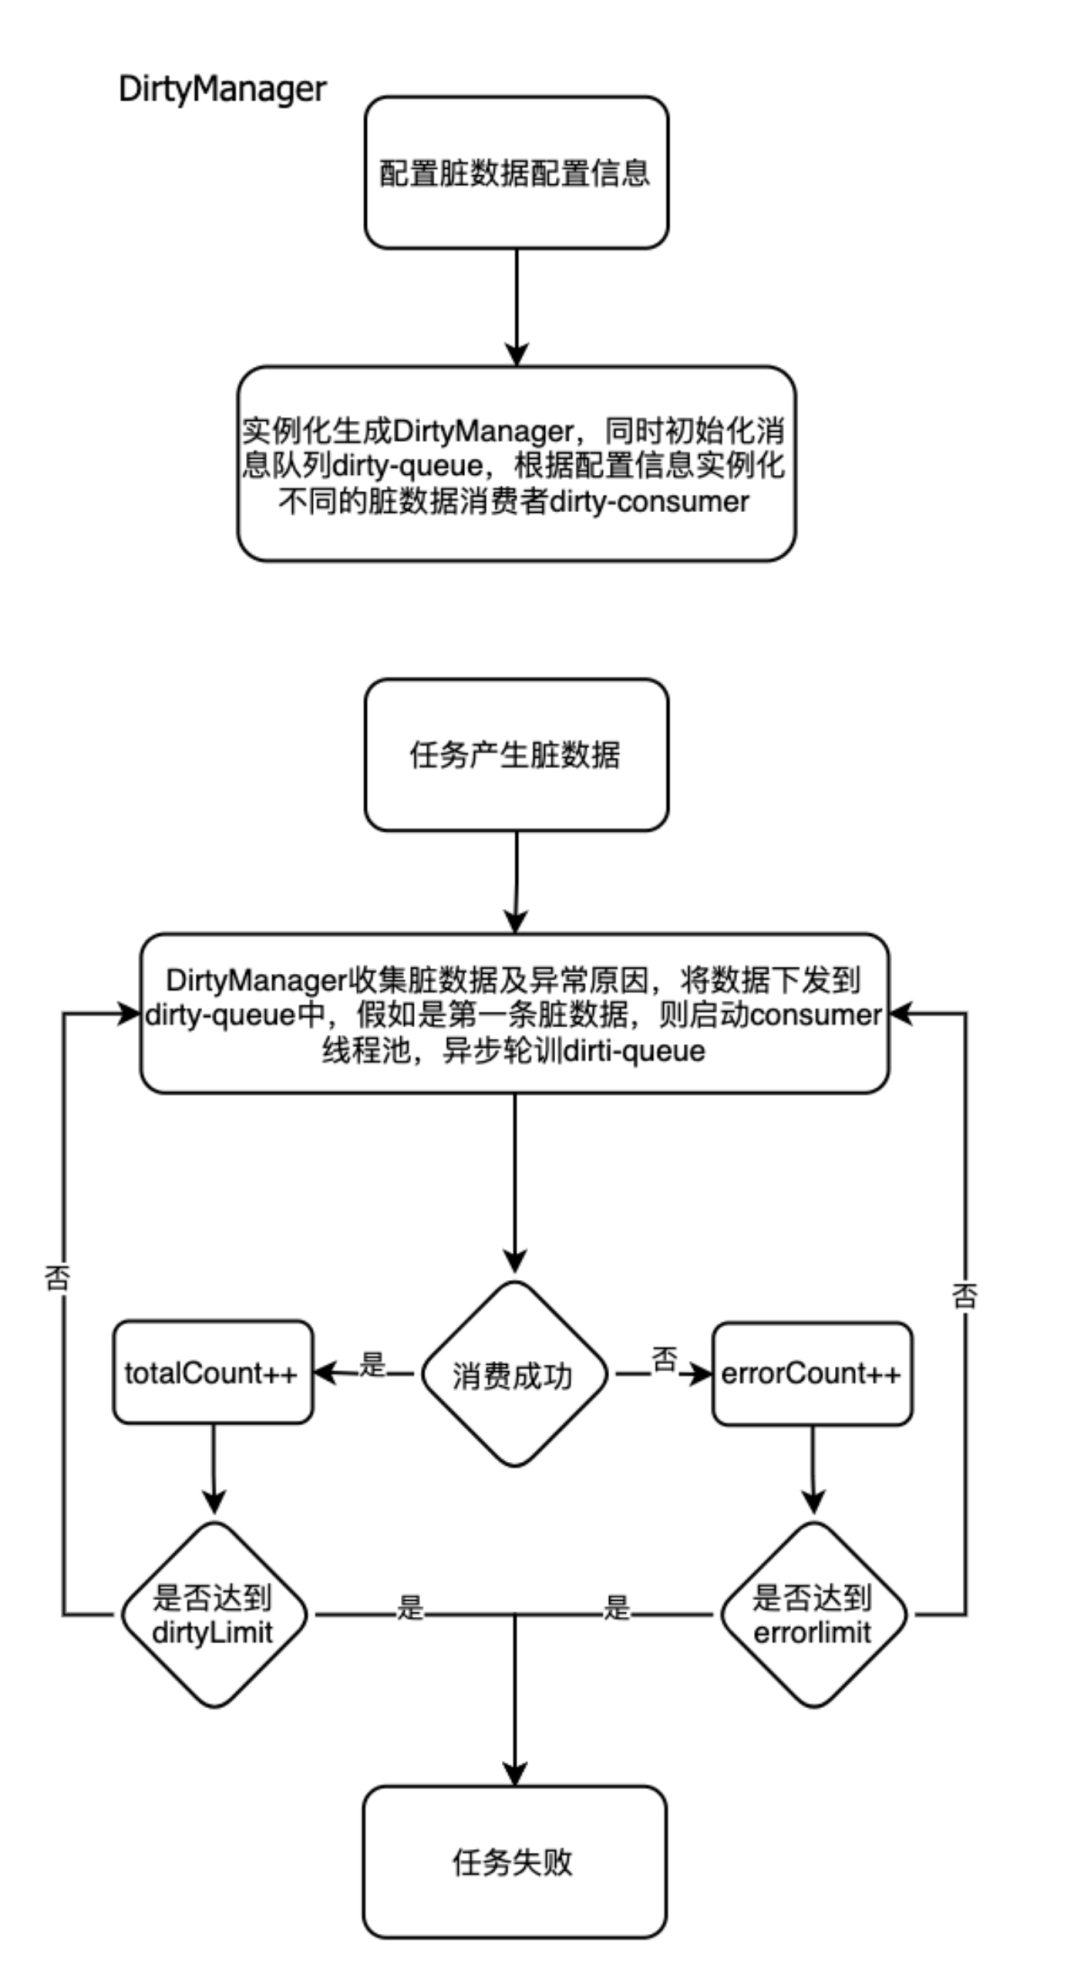 DirtyManager
配置脏数据配置信息
实例化生成DirtyManager，同时初始化消
息队列dirty-queue，根据配置信息实例化
不同的脏数据消费者dirty-consumer
任务产生脏数据
DirtyManager收集脏数据及异常原因，将数据下发到
dirty-queue中，假如是第一条脏数据，则启动consumer
线程池，异步轮训dirti-queue
否
否
totalCount++
是
消费成功
否
errorCount++
是否达到
dirtyLimit
是
是
是否达到
errorlimit
任务失败